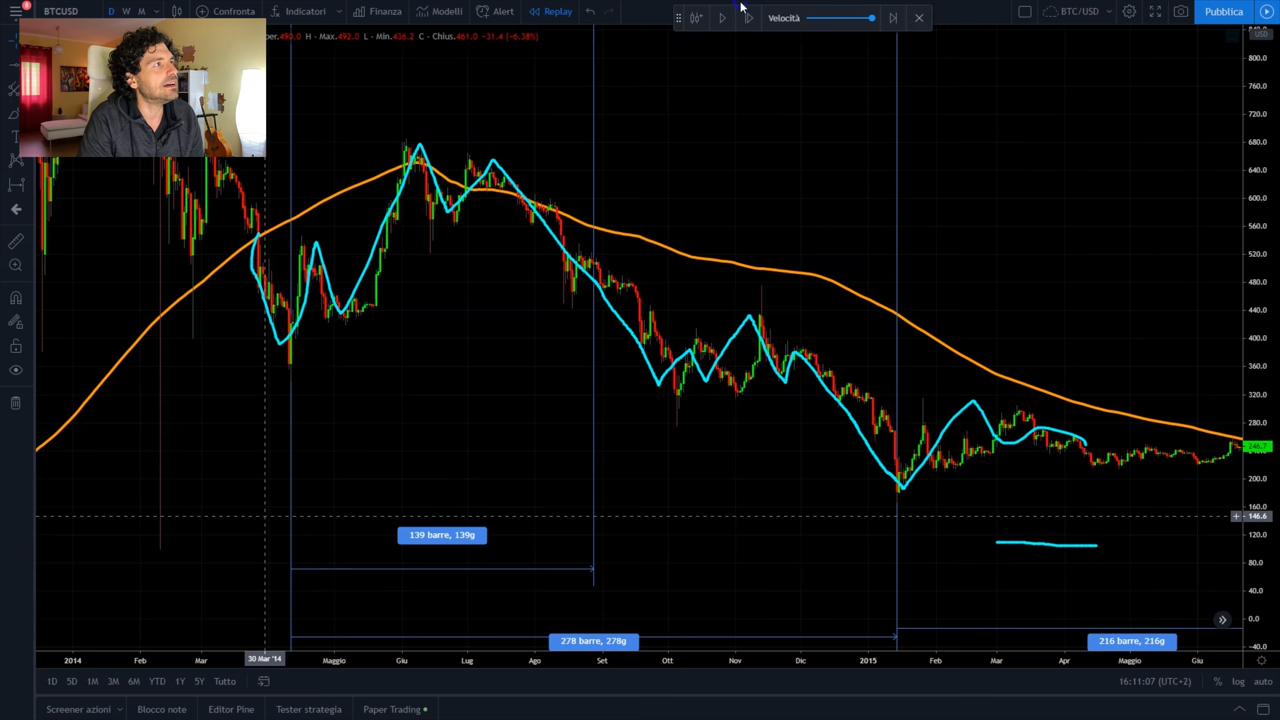 8 BTCUSD D W M Confronta Indicatori Finanza Modelli Alert Replay Velocità BTC/USD Pubblica
per.490.0 H - Max.492.0 L - Min.436.2 C - Chius.461.0 -31.4 (-6.38%) USD
800.0
T
680.0
640.0
600.0
560.0
520.0
480.0
440.0
400.0
360.0
320.0
280.0
246.7
200.0
160.0
146.6
139 barre, 139g
120.0
80.0
40.0
0.0
278 barre, 278g 216 barre, 216g
-40.0
2014 Feb Mar 30 Mar '14 Maggio Giu Lug Ago Set Ott Nov Dic 2015 Feb Mar Apr Maggio Giu
1D 5D 1M 3M 6M YTD 1Y 5Y Tutto 16:11:07 (UTC+2) % log auto
Screener azioni Blocco note Editor Pine Tester strategia Paper Trading